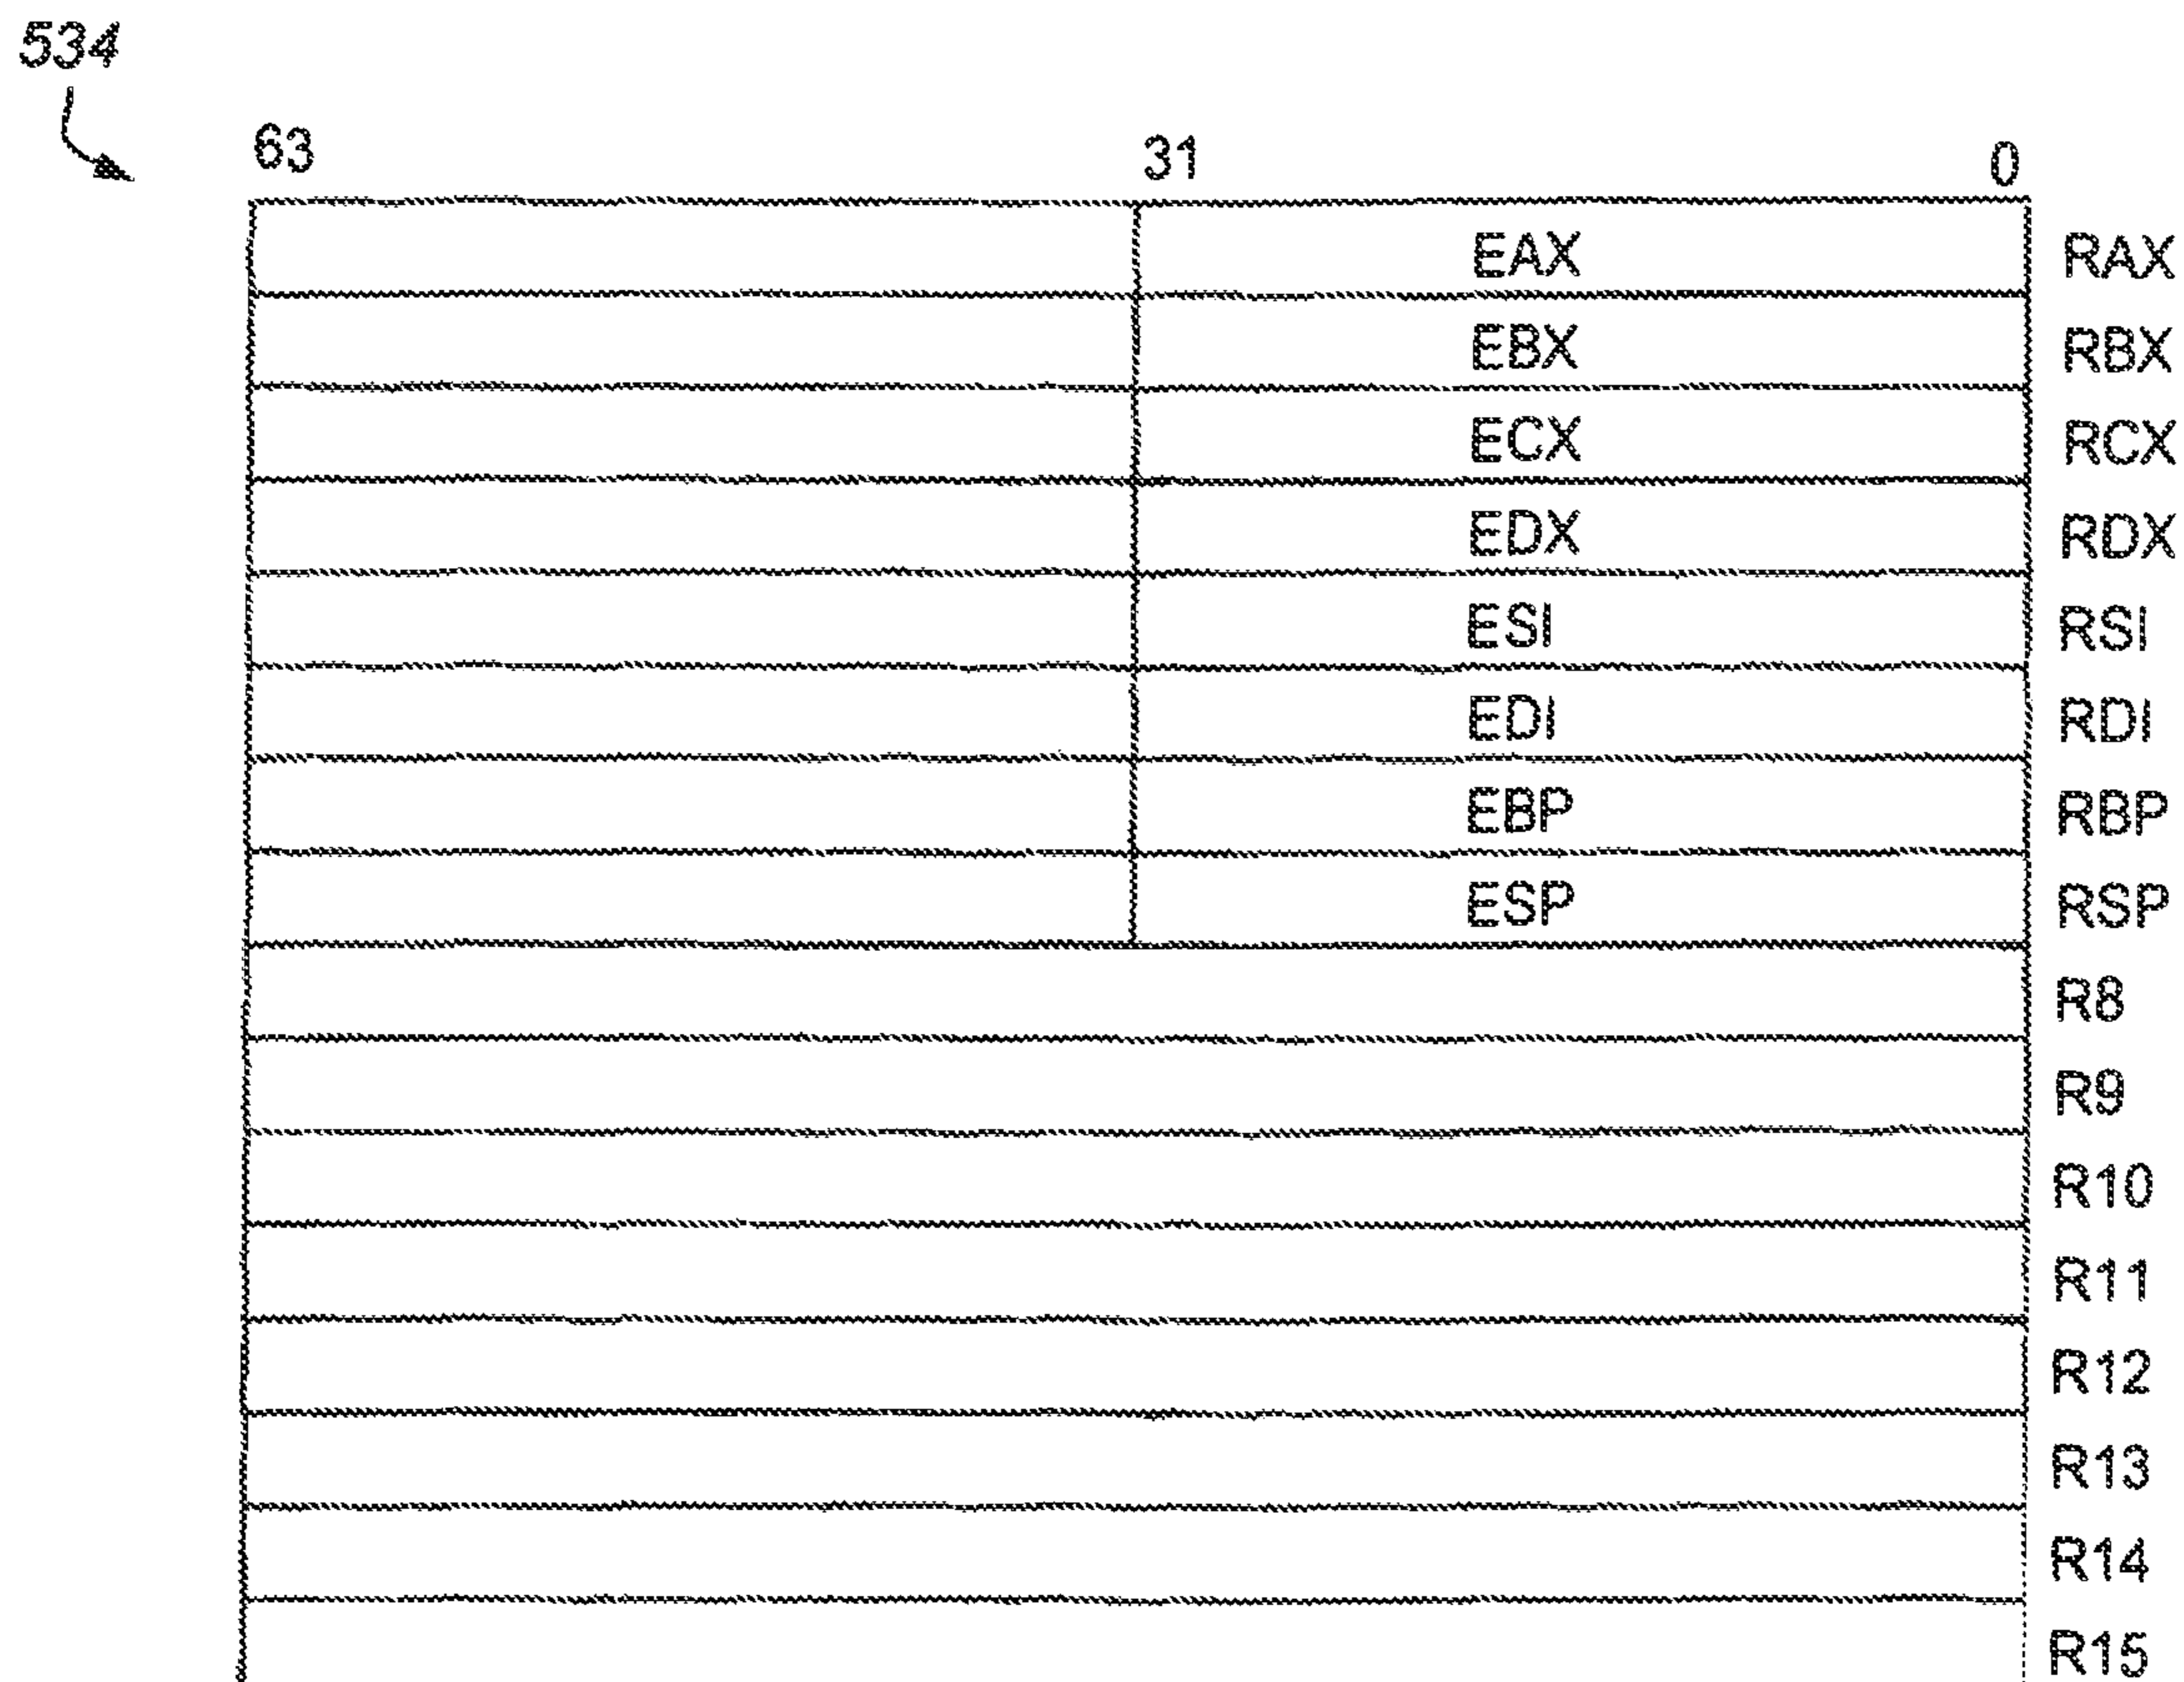 534
63 31 0
EAX RAX
EBX RBX
ECX RCX
EDX RDX
ESI RSI
EDI RDI
EBP RBP
ESP RSP
R8
R9
R10
R11
R12
R13
R14
R15